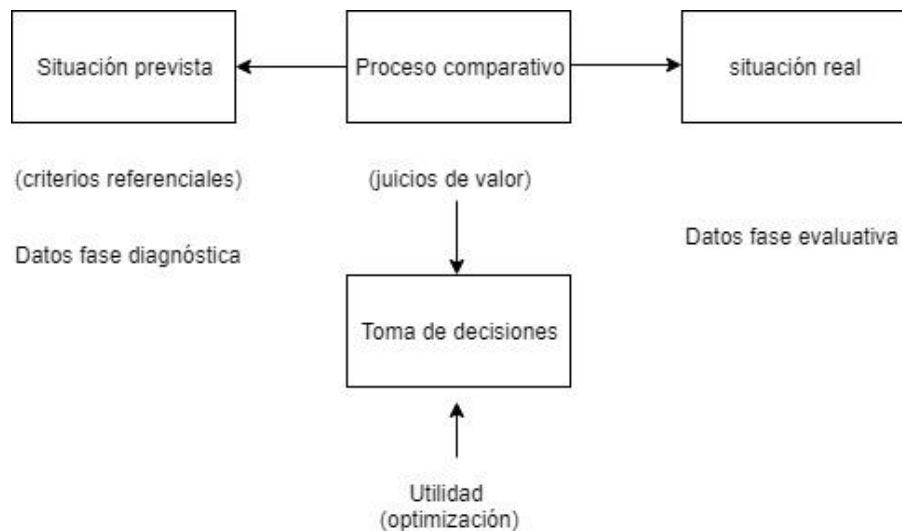 Situación prevista
Proceso comparativo
situación real
(criterios referenciales)
(juicios de valor)
Datos fase diagnóstica
Datos fase evaluativa
Toma de decisiones
Utilidad
(optimización)